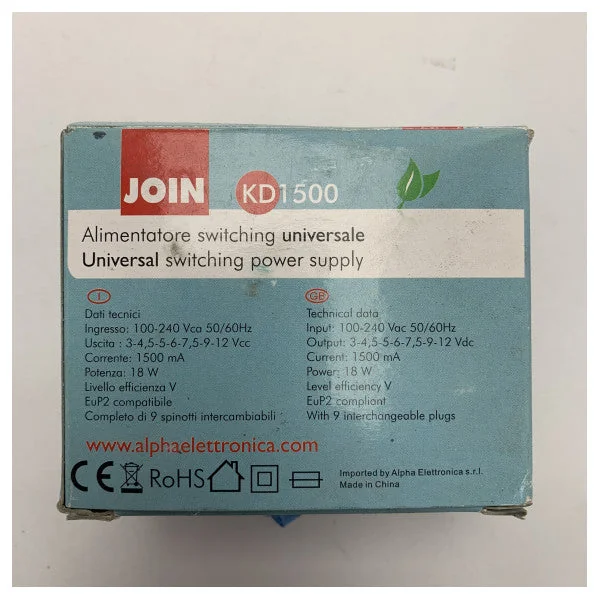 JOIN
KD1500
Alimentatore switching universale
Universal switching power supply
I
Dati tecnici
Ingresso: 100-240 Vca 50/60Hz
Uscita : 3-4,5-5-6-7,5-9-12 Vcc
Corrente: 1500 mA
Potenza: 18 W
Livello efficienza V
EuP2 compatibile
Completo di 9 spinotti intercambiabili
GB
Technical data
Input: 100-240 Vac 50/60Hz
Output: 3-4,5-5-6-7,5-9-12 Vdc
Current: 1500 mA
Power: 18 W
Level efficiency V
EuP2 compliant
With 9 interchangeable plugs
www.alphaelettronica.com
CE RoHS
Imported by Alpha Elettronica s.r.l.
Made in China